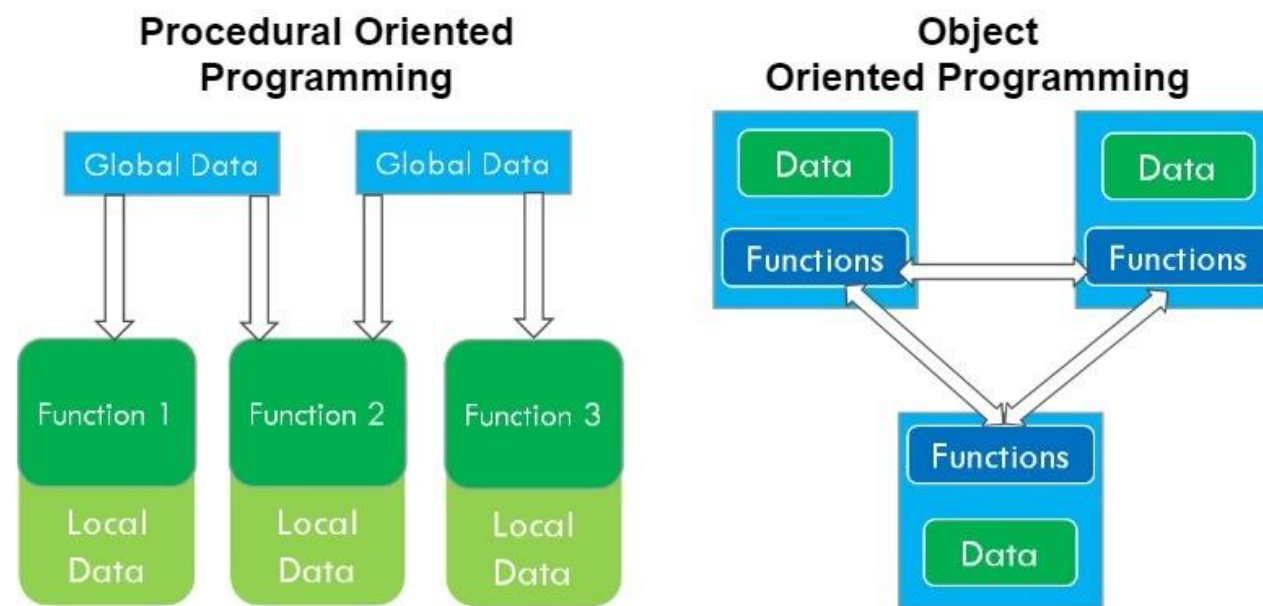 Procedural Oriented
Programming
Global Data
Global Data
Function 1
Function 2
Function 3
Local
Data
Local
Data
Local
Data
Object
Oriented Programming
Data
Data
Functions
Functions
Functions
Data